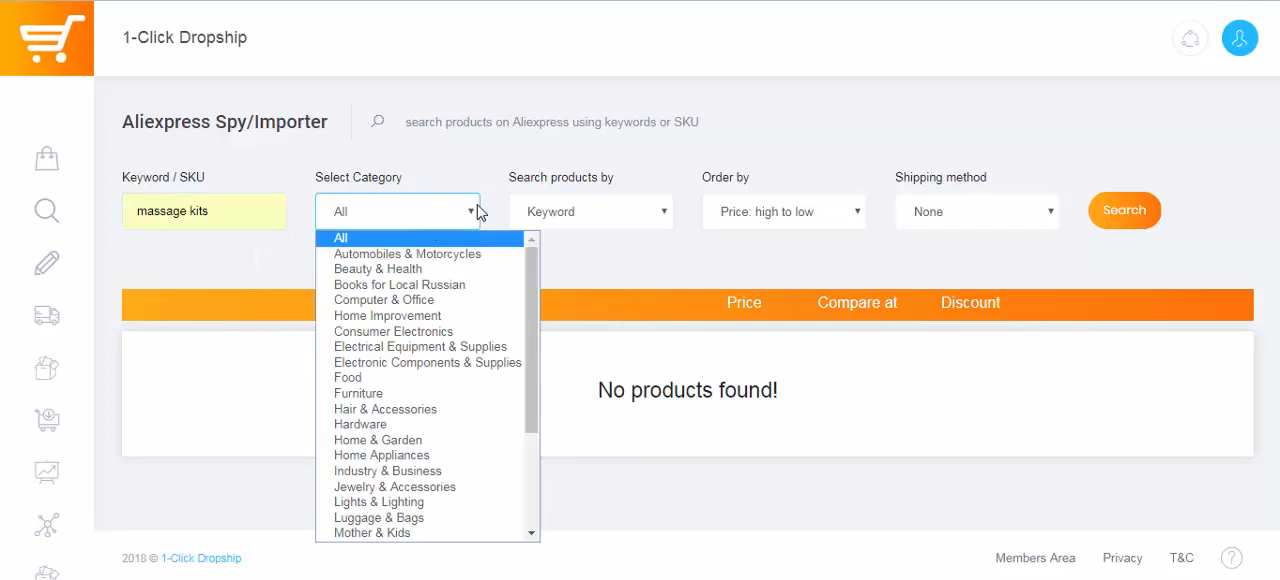 1-Click Dropship
Aliexpress Spy/Importer
search products on Aliexpress using keywords or SKU
Keyword / SKU
Select Category
Search products by
Order by
Shipping method
massage kits
All
Keyword
Price: high to low
None
Search
All
Automobiles & Motorcycles
Beauty & Health
Books for Local Russian
Computer & Office
Home Improvement
Consumer Electronics
Electrical Equipment & Supplies
Electronic Components & Supplies
Food
Furniture
Hair & Accessories
Hardware
Home & Garden
Home Appliances
Industry & Business
Jewelry & Accessories
Lights & Lighting
Luggage & Bags
Mother & Kids
Price
Compare at
Discount
No products found!
2018 © 1-Click Dropship
Members Area
Privacy
T&C
?